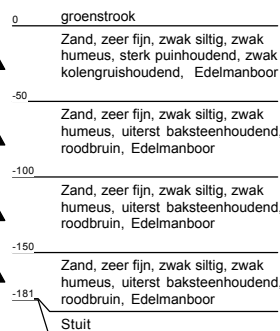 0 groenstrook
Zand, zeer fijn, zwak siltig, zwak
humeus, sterk puinhoudend, zwak
kolengruishoudend, Edelmanboor
-50
Zand, zeer fijn, zwak siltig, zwak
humeus, uiterst baksteenhoudend,
roodbruin, Edelmanboor
-100
Zand, zeer fijn, zwak siltig, zwak
humeus, uiterst baksteenhoudend,
roodbruin, Edelmanboor
-150
Zand, zeer fijn, zwak siltig, zwak
humeus, uiterst baksteenhoudend,
-181 roodbruin, Edelmanboor
Stuit